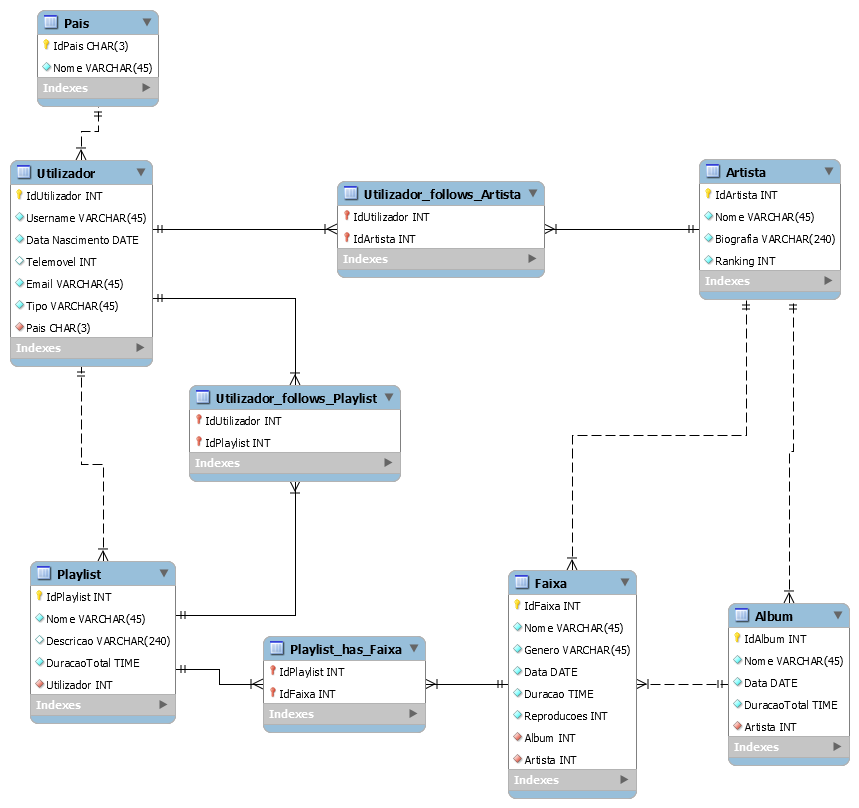 Pais
IdPais CHAR(3)
Nome VARCHAR(45)
Indexes
Utilizador
IdUtilizador INT
Username VARCHAR(45)
Data Nascimento DATE
Telemovel INT
Email VARCHAR(45)
Tipo VARCHAR(45)
Pais CHAR(3)
Indexes
Utilizador_follows_Artista
IdUtilizador INT
IdArtista INT
Indexes
Artista
IdArtista INT
Nome VARCHAR(45)
Biografia VARCHAR(240)
Ranking INT
Indexes
Utilizador_follows_Playlist
IdUtilizador INT
IdPlaylist INT
Indexes
Playlist
IdPlaylist INT
Nome VARCHAR(45)
Descricao VARCHAR(240)
DuracaoTotal TIME
Utilizador INT
Indexes
Playlist_has_Faixa
IdPlaylist INT
IdFaixa INT
Indexes
Faixa
IdFaixa INT
Nome VARCHAR(45)
Genero VARCHAR(45)
Data DATE
Duracao TIME
Reproducoes INT
Album INT
Artista INT
Indexes
Album
IdAlbum INT
Nome VARCHAR(45)
Data DATE
DuracaoTotal TIME
Artista INT
Indexes